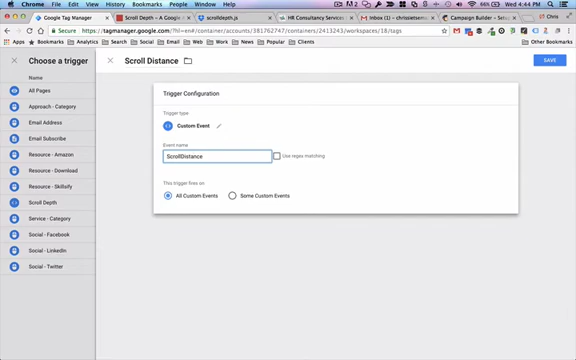 Chrome File Edit View History Bookmarks People Window Help
66% Wed 4:44 PM
Google Tag Manager
Scroll Depth – A Google A
scrolldepth.js
HR Consultancy Services
Inbox (1) - chrissietsema
Campaign Builder – Setup
Chris
Secure https://tagmanager.google.com/?hl=en#/container/accounts/381762747/containers/2413243/workspaces/18/tags
Apps Bookmarks Analytics Search Social Email Web Work News Popular Clients
Other Bookmarks
Choose a trigger
Scroll Distance
SAVE
Name
All Pages
Approach - Category
Email Address
Email Subscribe
Resource - Amazon
Resource - Download
Resource - Skillsify
Scroll Depth
Service - Category
Social - Facebook
Social - LinkedIn
Social - Twitter
Trigger Configuration
Trigger type
Custom Event
Event name
ScrollDistance
Use regex matching
This trigger fires on
All Custom Events
Some Custom Events